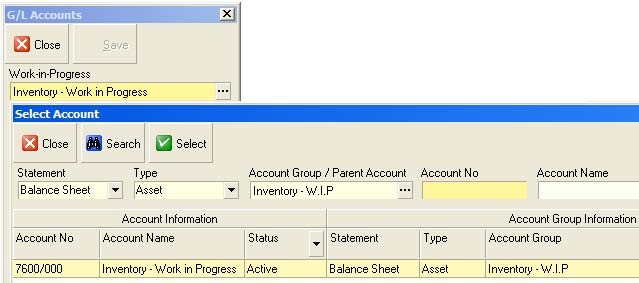 G/L Accounts
Close Save
Work-in-Progress
Inventory - Work in Progress ...
Select Account
Close Search Select
Statement Type Account Group / Parent Account Account No Account Name
Balance Sheet Asset Inventory - W.I.P ...
Account Information Account Group Information
Account No Account Name Status Statement Type Account Group
7600/000 Inventory - Work in Progress Active Balance Sheet Asset Inventory - W.I.P